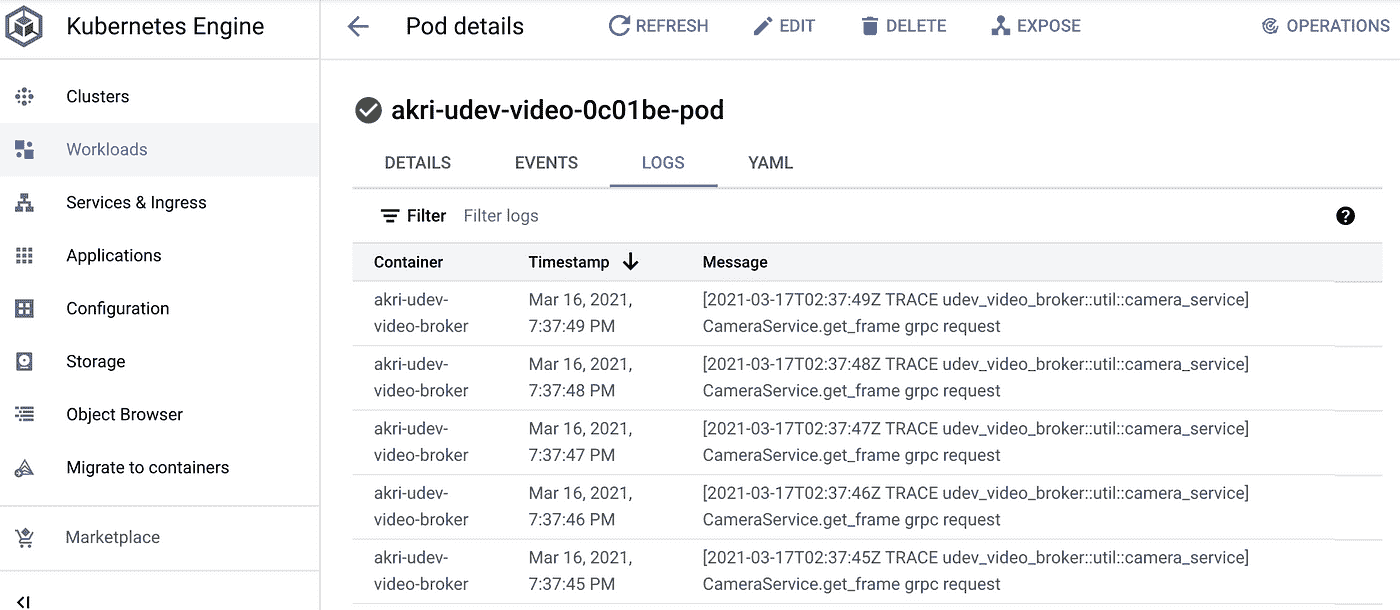 Kubernetes Engine
Pod details
REFRESH
EDIT
DELETE
EXPOSE
OPERATIONS
Clusters
Workloads
Services & Ingress
Applications
Configuration
Storage
Object Browser
Migrate to containers
Marketplace
akri-udev-video-0c01be-pod
DETAILS
EVENTS
LOGS
YAML
Filter
Filter logs
?
Container
Timestamp
Message
akri-udev-
video-broker
Mar 16, 2021,
7:37:49 PM
[2021-03-17T02:37:49Z TRACE udev_video_broker::util::camera_service]
CameraService.get_frame grpc request
akri-udev-
video-broker
Mar 16, 2021,
7:37:48 PM
[2021-03-17T02:37:48Z TRACE udev_video_broker::util::camera_service]
CameraService.get_frame grpc request
akri-udev-
video-broker
Mar 16, 2021,
7:37:47 PM
[2021-03-17T02:37:47Z TRACE udev_video_broker::util::camera_service]
CameraService.get_frame grpc request
akri-udev-
video-broker
Mar 16, 2021,
7:37:46 PM
[2021-03-17T02:37:46Z TRACE udev_video_broker::util::camera_service]
CameraService.get_frame grpc request
akri-udev-
video-broker
Mar 16, 2021,
7:37:45 PM
[2021-03-17T02:37:45Z TRACE udev_video_broker::util::camera_service]
CameraService.get_frame grpc request